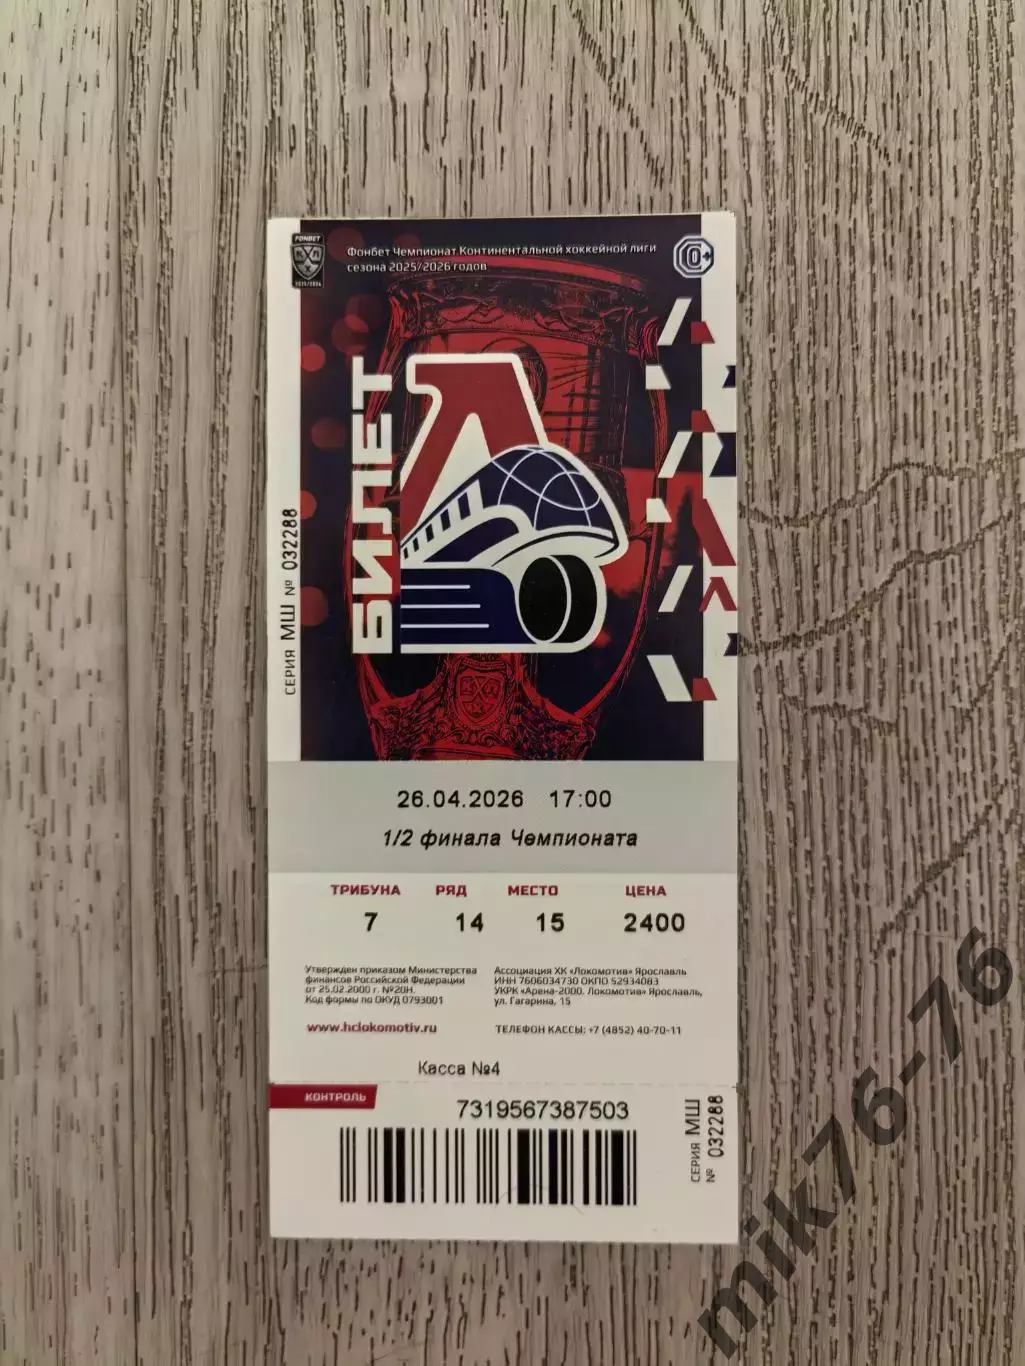 ФОНБЕТ
КХЛ
2025/2026
Фонбет Чемпионат Континентальной хоккейной лиги
сезона 2025/2026 годов
0+
БИЛЕТ
СЕРИЯ МШ № 032288
26.04.2026 17:00
1/2 финала Чемпионата
ТРИБУНА РЯД МЕСТО ЦЕНА
7 14 15 2400
Утвержден приказом Министерства
финансов Российской Федерации
от 25.02.2000 г. №20Н.
Код формы по ОКУД 0793001
www.hclokomotiv.ru
Ассоциация ХК «Локомотив» Ярославль
ИНН 7606034730 ОКПО 52934083
УКРК «Арена-2000. Локомотив» Ярославль,
ул. Гагарина, 15
ТЕЛЕФОН КАССЫ: +7 (4852) 40-70-11
Касса №4
КОНТРОЛЬ
7319567387503
СЕРИЯ МШ
№ 032288
mik76-76